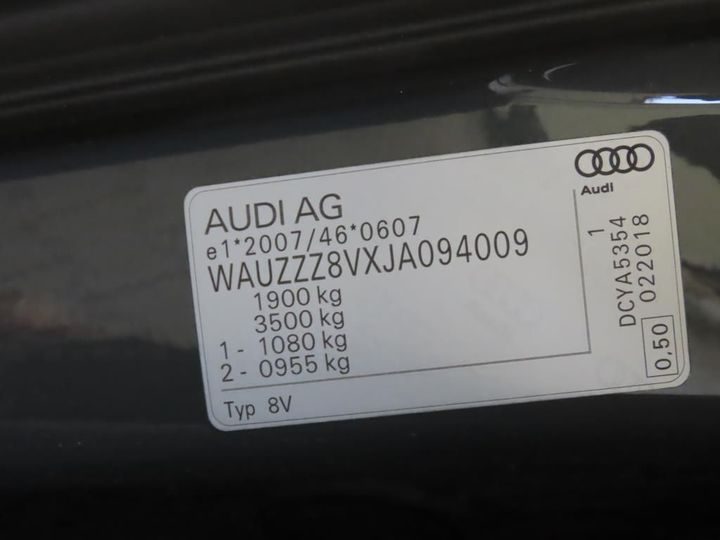 Audi
AUDI AG
e1*2007/46*0607
WAUZZZ8VXJA094009
1900 kg
3500 kg
1 - 1080 kg
2 - 0955 kg
Typ 8V
1
DCYA5354
022018
0,50